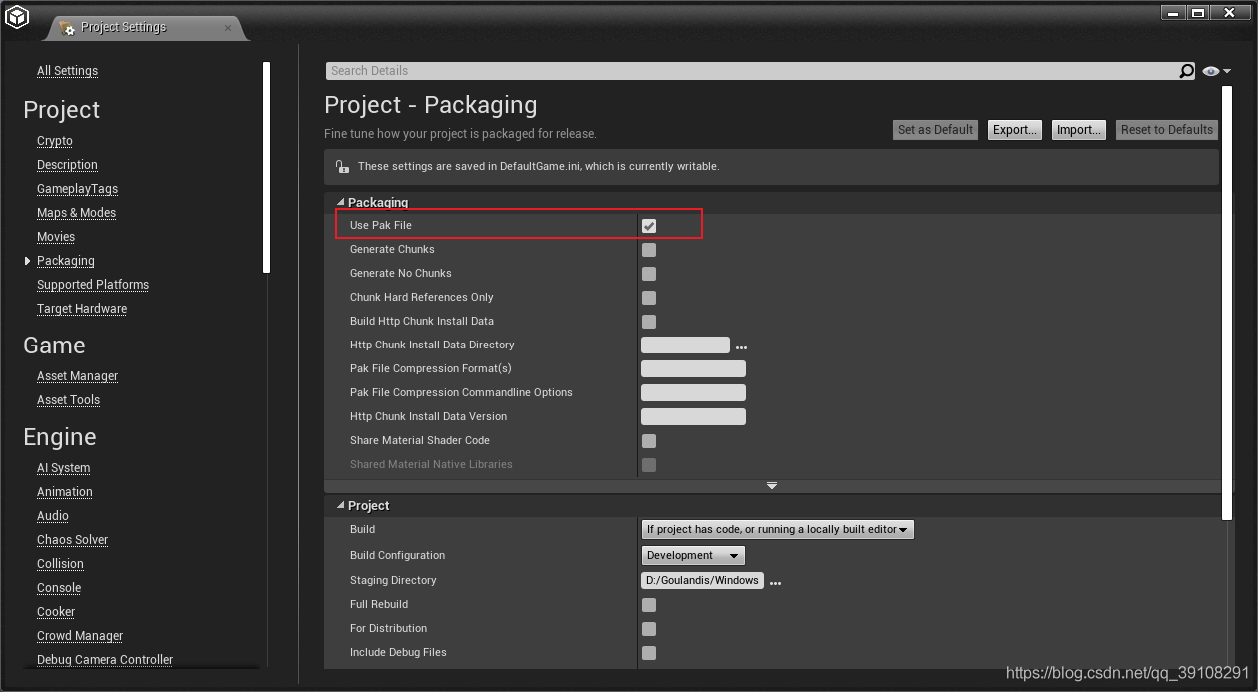 Project Settings
All Settings
Project
Crypto
Description
GameplayTags
Maps & Modes
Movies
Packaging
Supported Platforms
Target Hardware
Game
Asset Manager
Asset Tools
Engine
AI System
Animation
Audio
Chaos Solver
Collision
Console
Cooker
Crowd Manager
Debug Camera Controller
Search Details
Project - Packaging
Fine tune how your project is packaged for release.
Set as Default
Export...
Import...
Reset to Defaults
These settings are saved in DefaultGame.ini, which is currently writable.
Packaging
Use Pak File
Generate Chunks
Generate No Chunks
Chunk Hard References Only
Build Http Chunk Install Data
Http Chunk Install Data Directory
Pak File Compression Format(s)
Pak File Compression Commandline Options
Http Chunk Install Data Version
Share Material Shader Code
Shared Material Native Libraries
Project
Build If project has code, or running a locally built editor
Build Configuration Development
Staging Directory D:/Goulandis/Windows
Full Rebuild
For Distribution
Include Debug Files
https://blog.csdn.net/qq_39108291